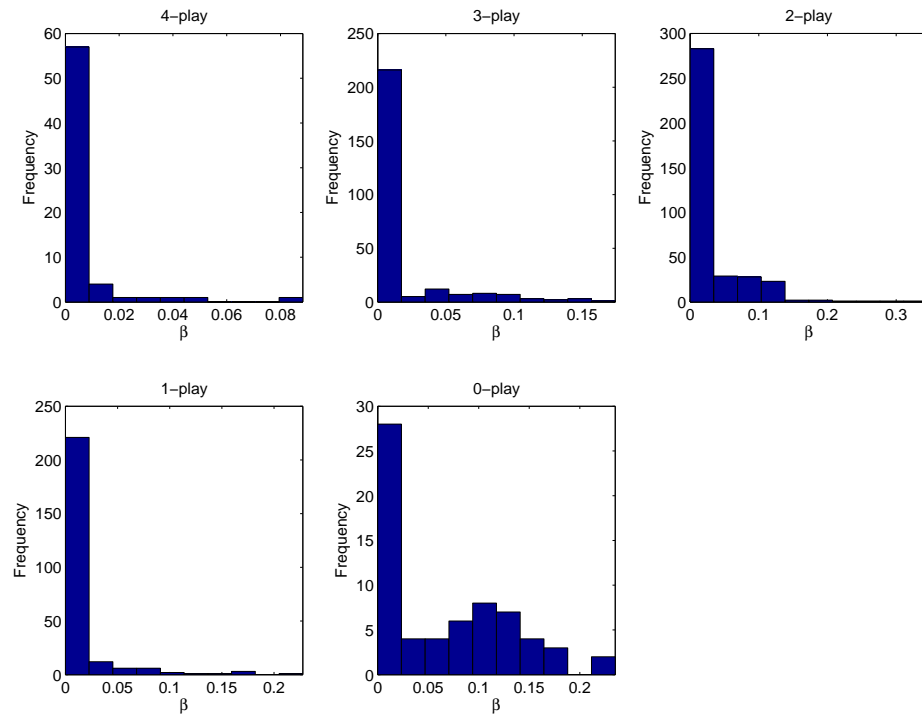 4−play
60
50
40
30
20
10
0
Frequency
0 0.02 0.04 0.06 0.08
β
3−play
250
200
150
100
50
0
Frequency
0 0.05 0.1 0.15
β
2−play
300
250
200
150
100
50
0
Frequency
0 0.1 0.2 0.3
β
1−play
250
200
150
100
50
0
Frequency
0 0.05 0.1 0.15 0.2
β
0−play
30
25
20
15
10
5
0
Frequency
0 0.05 0.1 0.15 0.2
β